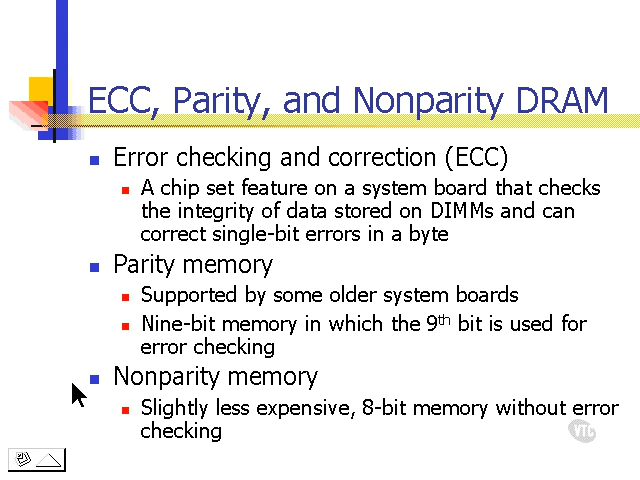 ECC, Parity, and Nonparity DRAM
Error checking and correction (ECC)
A chip set feature on a system board that checks
the integrity of data stored on DIMMs and can
correct single-bit errors in a byte
Parity memory
Supported by some older system boards
Nine-bit memory in which the 9th bit is used for
error checking
Nonparity memory
Slightly less expensive, 8-bit memory without error
checking
VTC